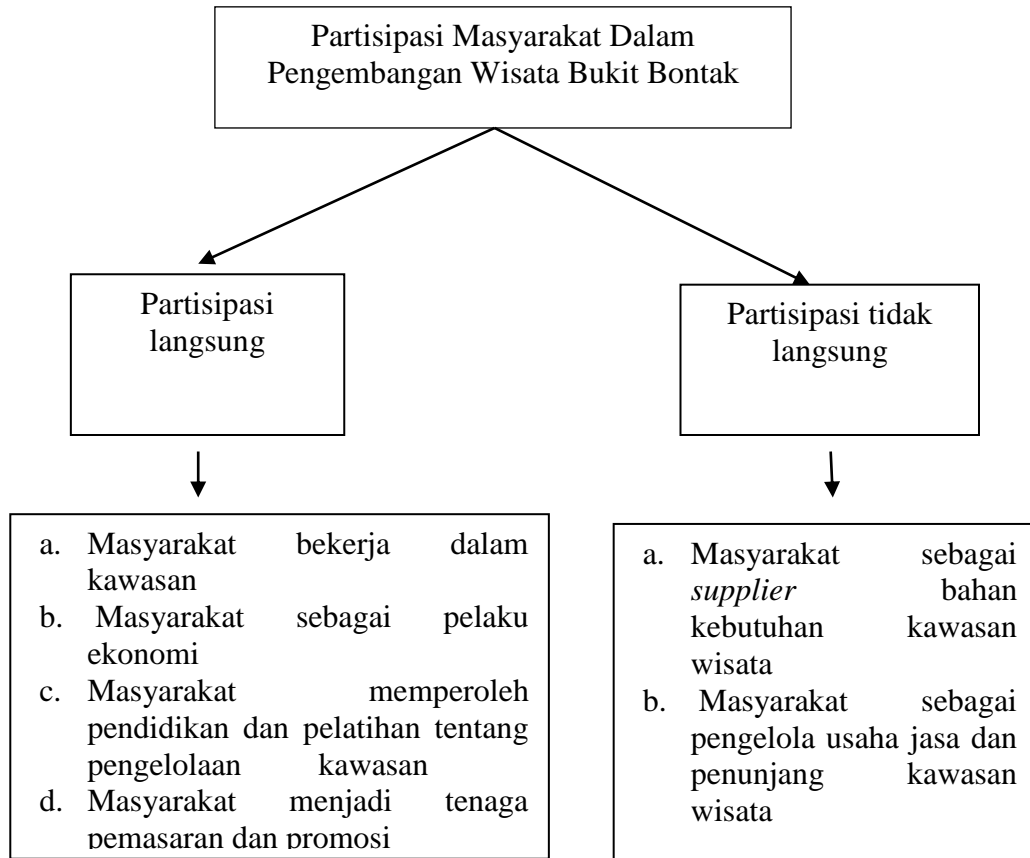 Partisipasi Masyarakat Dalam
Pengembangan Wisata Bukit Bontak
Partisipasi
langsung
Partisipasi tidak
langsung
a. Masyarakat bekerja dalam
kawasan
b. Masyarakat sebagai pelaku
ekonomi
c. Masyarakat memperoleh
pendidikan dan pelatihan tentang
pengelolaan kawasan
d. Masyarakat menjadi tenaga
pemasaran dan promosi
a. Masyarakat sebagai
supplier bahan
kebutuhan kawasan
wisata
b. Masyarakat sebagai
pengelola usaha jasa dan
penunjang kawasan
wisata